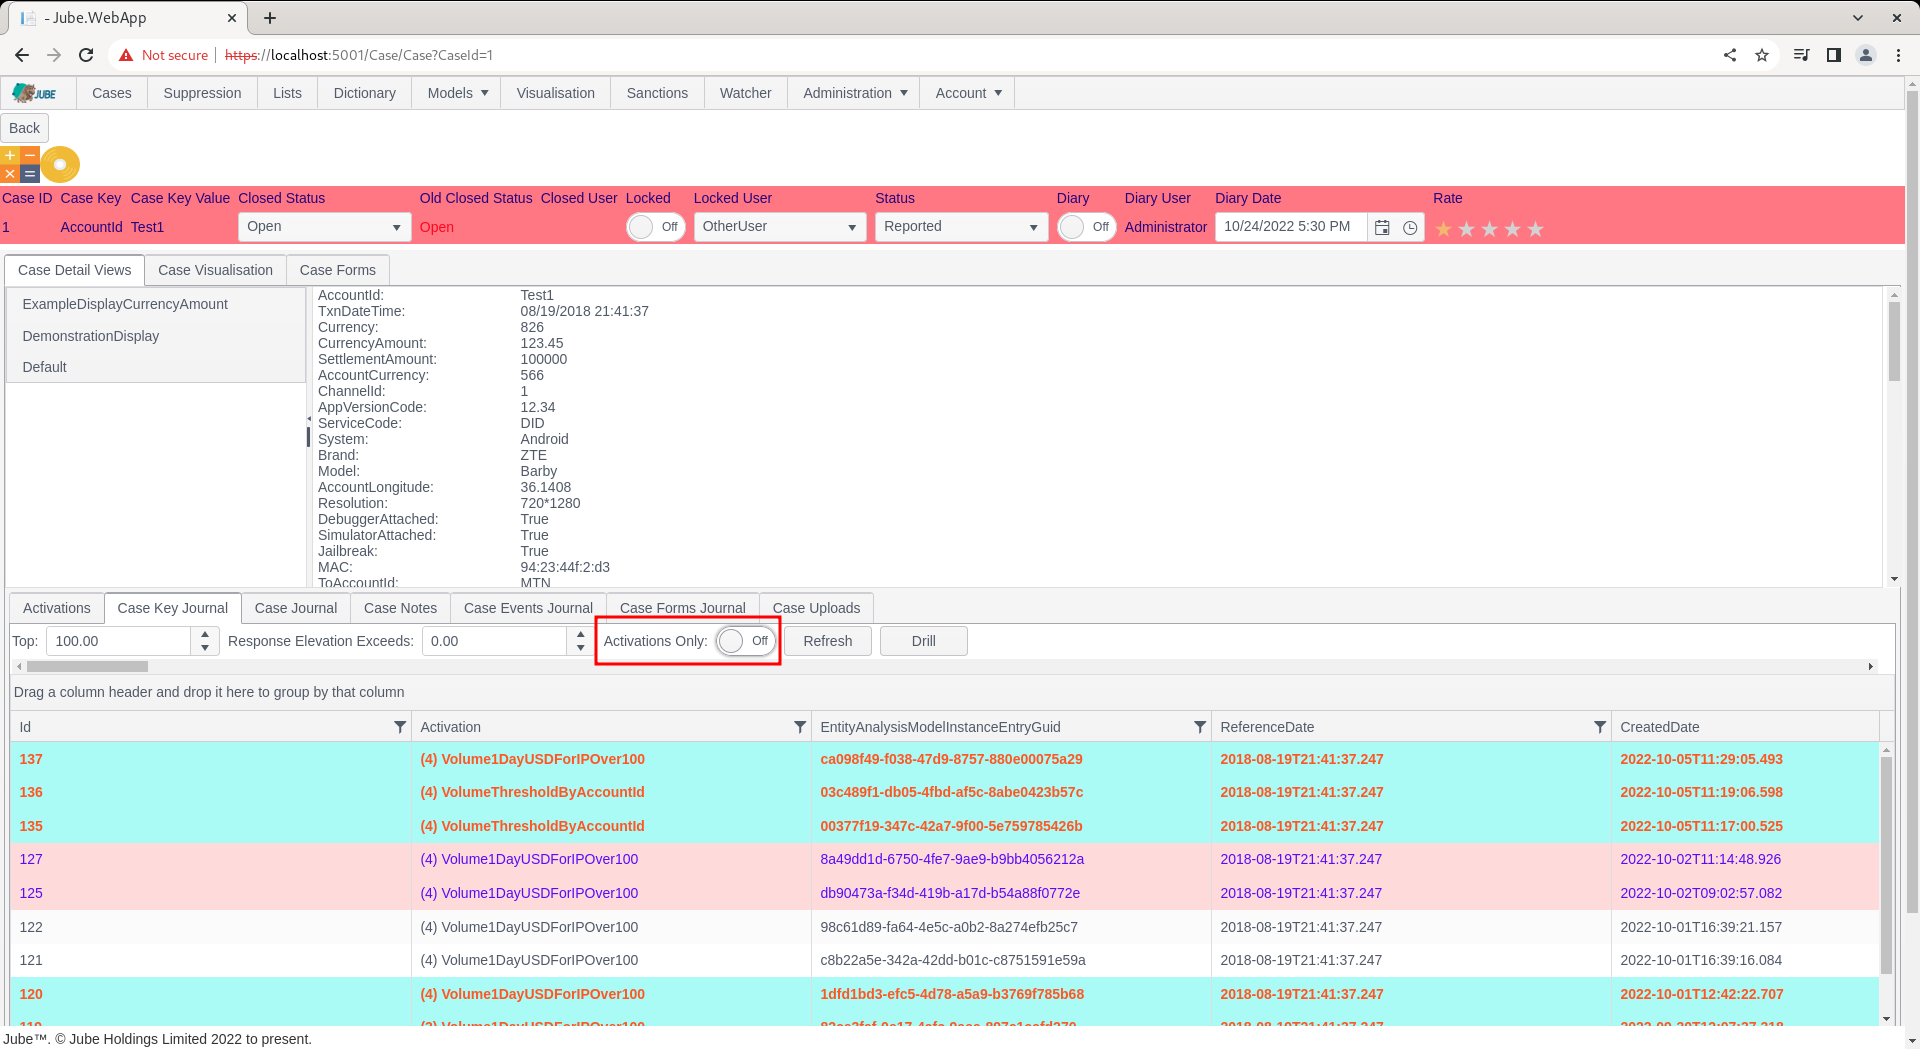 - Jube.WebApp
Not secure https://localhost:5001/Case/Case?CaseId=1
JUBE Cases Suppression Lists Dictionary Models Visualisation Sanctions Watcher Administration Account
Back
Case ID Case Key Case Key Value Closed Status Old Closed Status Closed User Locked Locked User Status Diary Diary User Diary Date Rate
1 AccountId Test1 Open Open Off OtherUser Reported Off Administrator 10/24/2022 5:30 PM
Case Detail Views Case Visualisation Case Forms
ExampleDisplayCurrencyAmount
DemonstrationDisplay
Default
AccountId: Test1
TxnDateTime: 08/19/2018 21:41:37
Currency: 826
CurrencyAmount: 123.45
SettlementAmount: 100000
AccountCurrency: 566
ChannelId: 1
AppVersionCode: 12.34
ServiceCode: DID
System: Android
Brand: ZTE
Model: Barby
AccountLongitude: 36.1408
Resolution: 720*1280
DebuggerAttached: True
SimulatorAttached: True
Jailbreak: True
MAC: 94:23:44f:2:d3
ToAccountId: MTN
Activations Case Key Journal Case Journal Case Notes Case Events Journal Case Forms Journal Case Uploads
Top: 100.00 Response Elevation Exceeds: 0.00 Activations Only: Off Refresh Drill
Drag a column header and drop it here to group by that column
Id Activation EntityAnalysisModelInstanceEntryGuid ReferenceDate CreatedDate
137 (4) Volume1DayUSDForIPOver100 ca098f49-f038-47d9-8757-880e00075a29 2018-08-19T21:41:37.247 2022-10-05T11:29:05.493
136 (4) VolumeThresholdByAccountId 03c489f1-db05-4fbd-af5c-8abe0423b57c 2018-08-19T21:41:37.247 2022-10-05T11:19:06.598
135 (4) VolumeThresholdByAccountId 00377f19-347c-42a7-9f00-5e759785426b 2018-08-19T21:41:37.247 2022-10-05T11:17:00.525
127 (4) Volume1DayUSDForIPOver100 8a49dd1d-6750-4fe7-9ae9-b9bb4056212a 2018-08-19T21:41:37.247 2022-10-02T11:14:48.926
125 (4) Volume1DayUSDForIPOver100 db90473a-f34d-419b-a17d-b54a88f0772e 2018-08-19T21:41:37.247 2022-10-02T09:02:57.082
122 (4) Volume1DayUSDForIPOver100 98c61d89-fa64-4e5c-a0b2-8a274efb25c7 2018-08-19T21:41:37.247 2022-10-01T16:39:21.157
121 (4) Volume1DayUSDForIPOver100 c8b22a5e-342a-42dd-b01c-c8751591e59a 2018-08-19T21:41:37.247 2022-10-01T16:39:16.084
120 (4) Volume1DayUSDForIPOver100 1dfd1bd3-efc5-4d78-a5a9-b3769f785b68 2018-08-19T21:41:37.247 2022-10-01T12:42:22.707
Jube™. © Jube Holdings Limited 2022 to present.